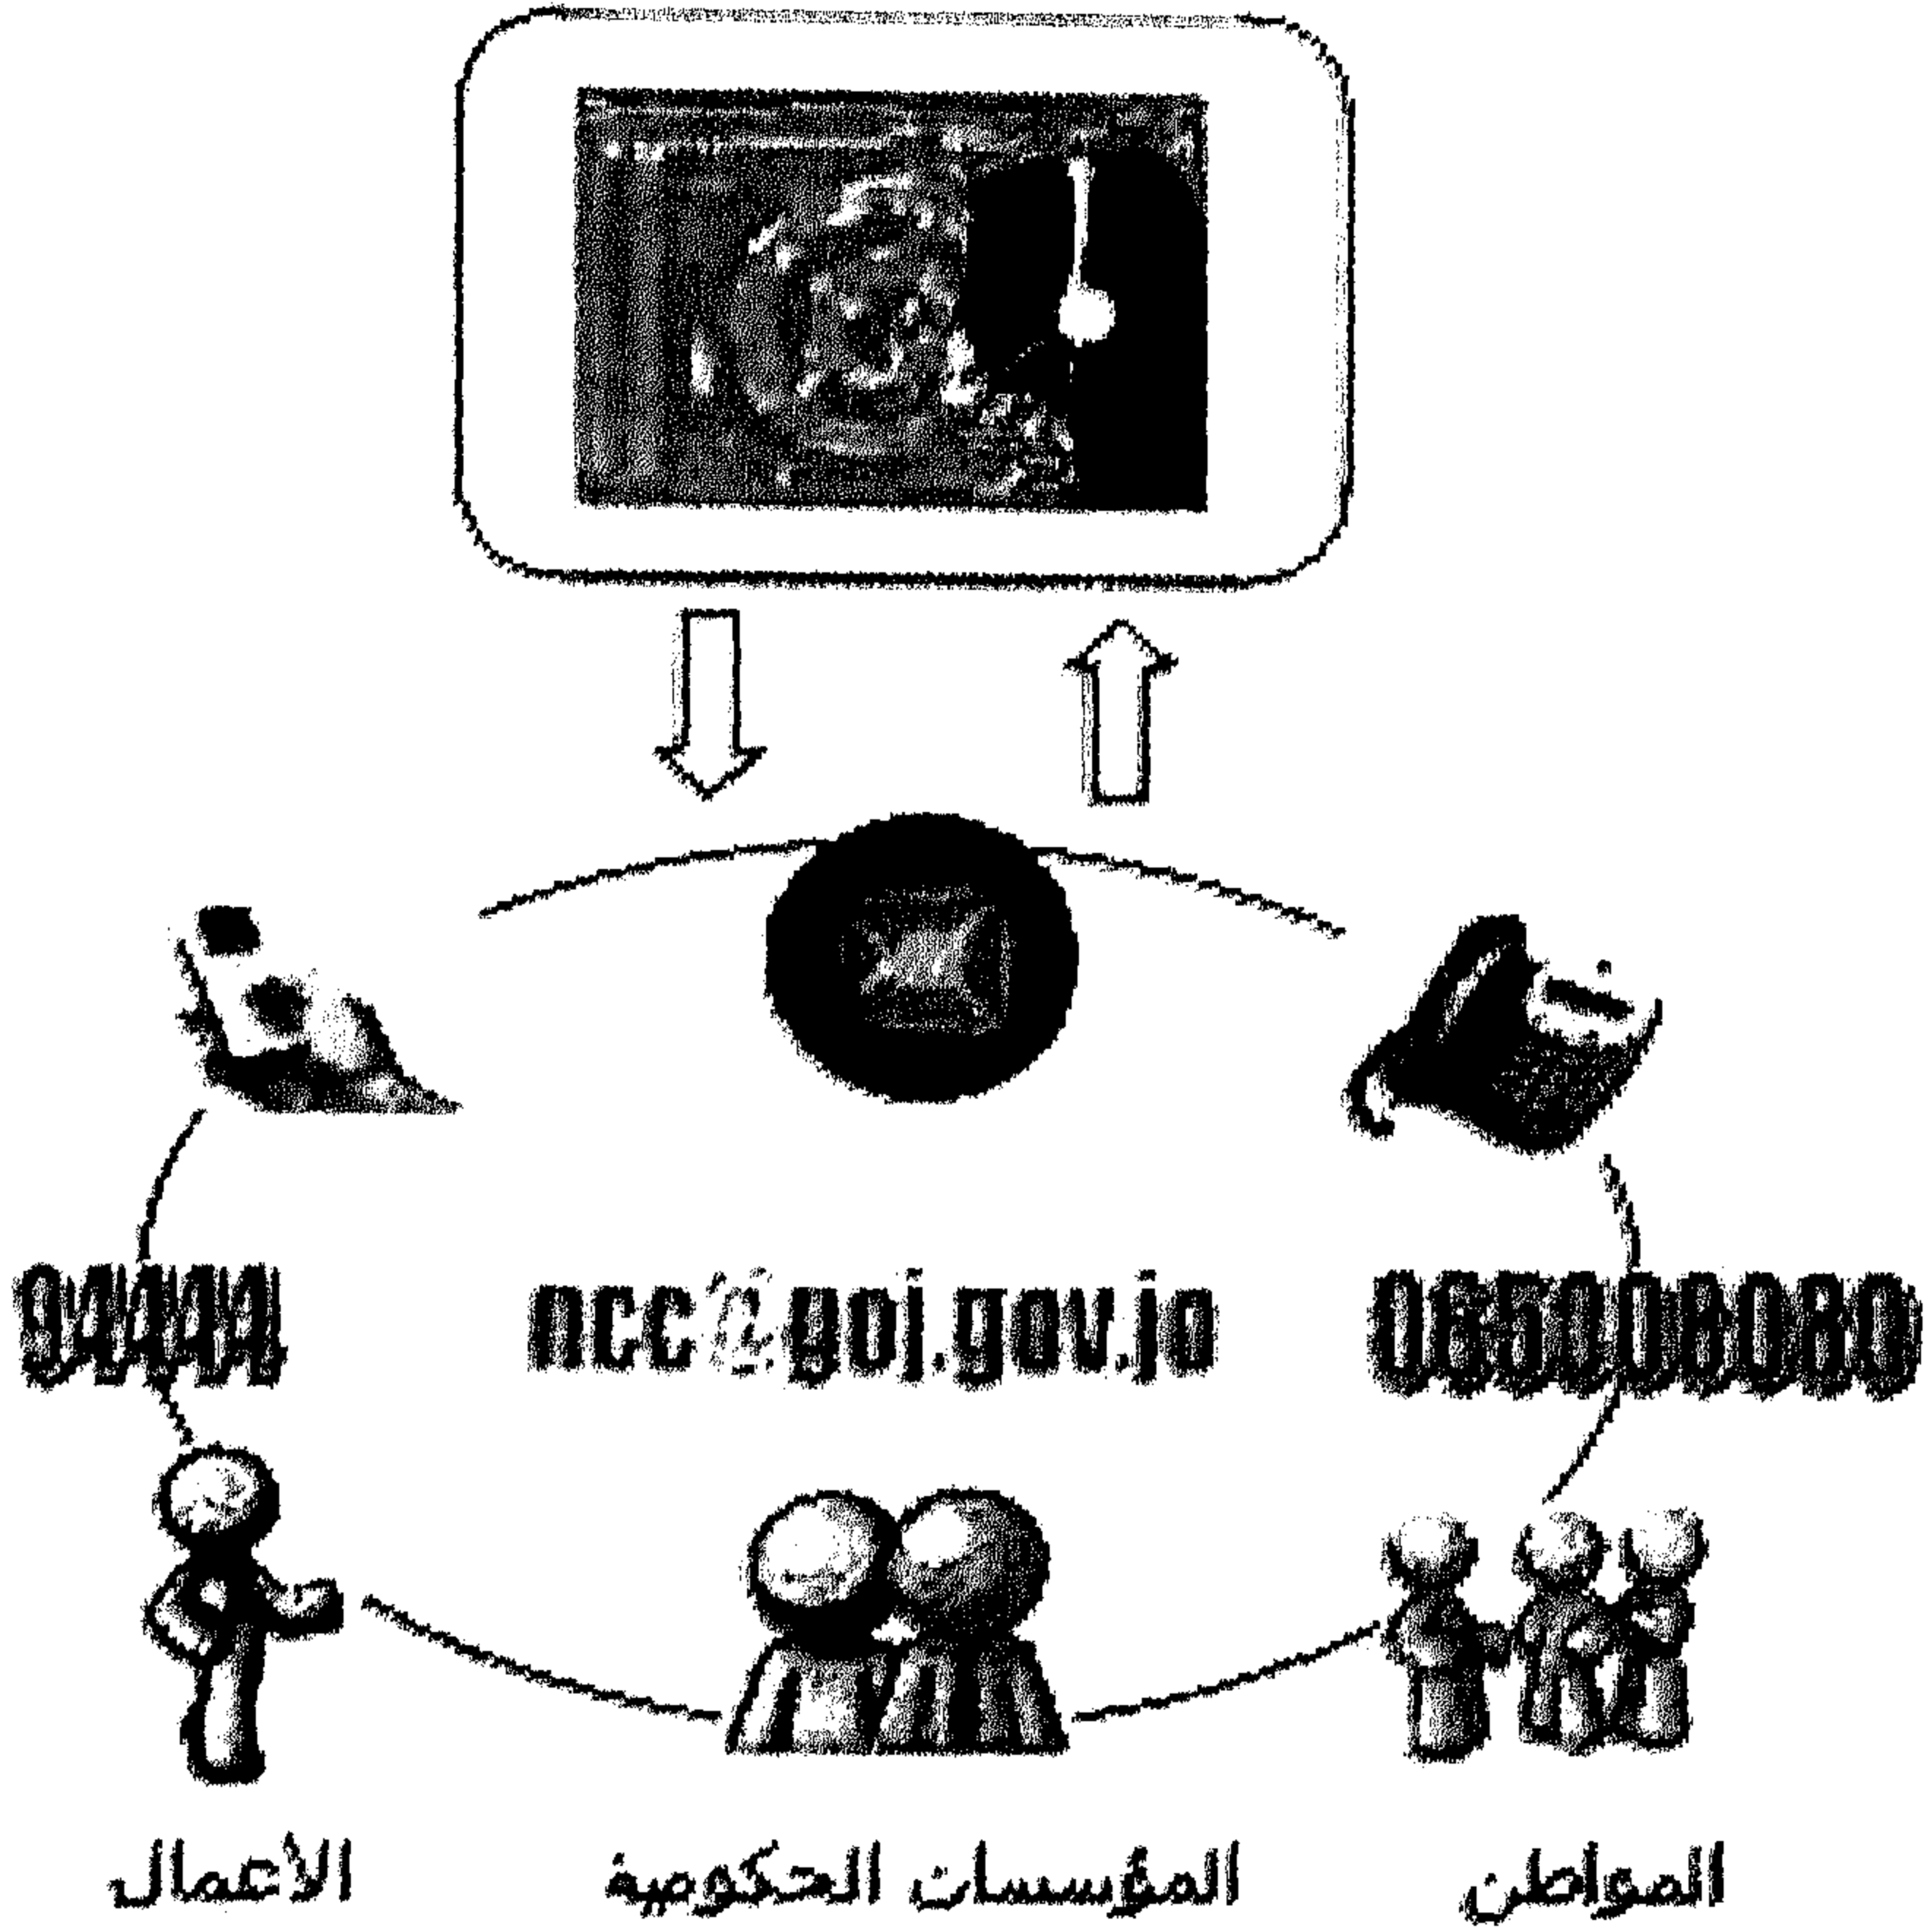 94444 ncc@goj.gov.jo 065008080
المواطن المؤسسات الحكومية الأعمال